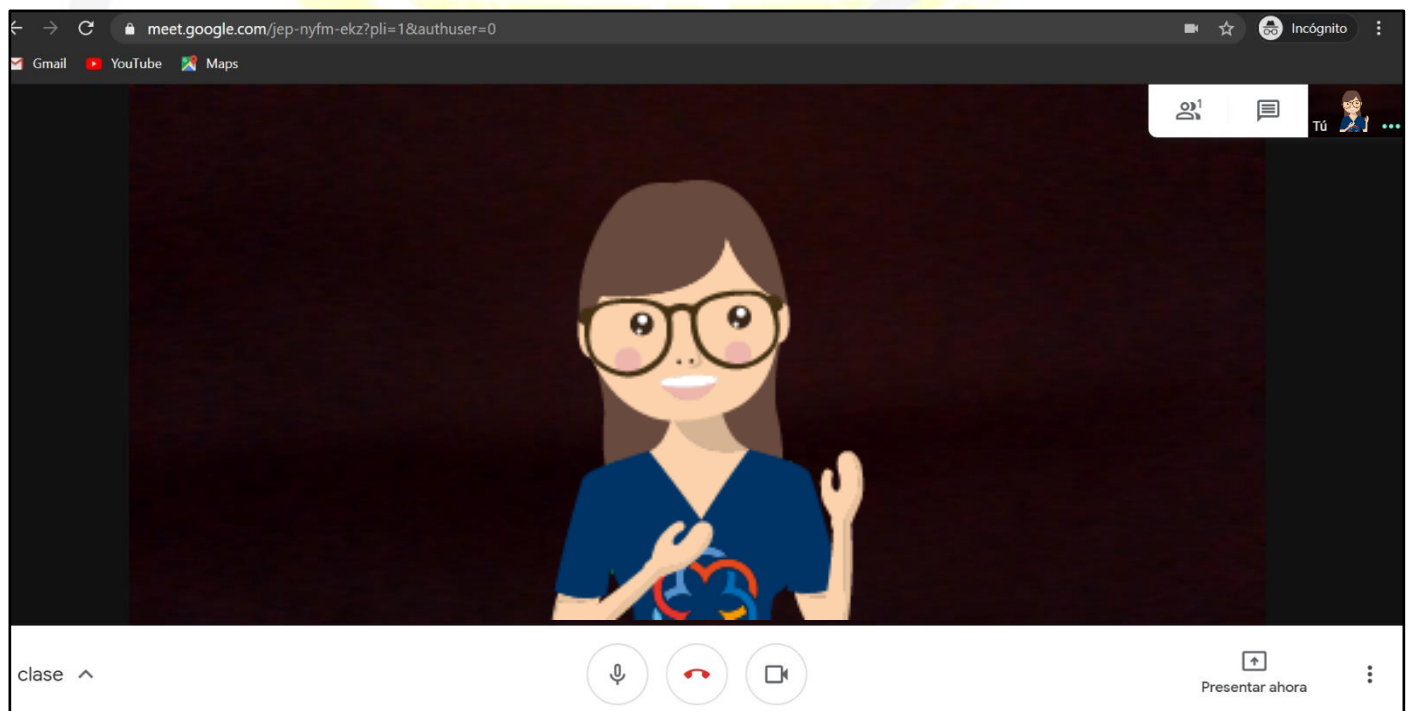 meet.google.com/jep-nyfm-ekz?pli=1&authuser=0
Incógnito
Gmail YouTube Maps
1
Tú
clase
Presentar ahora